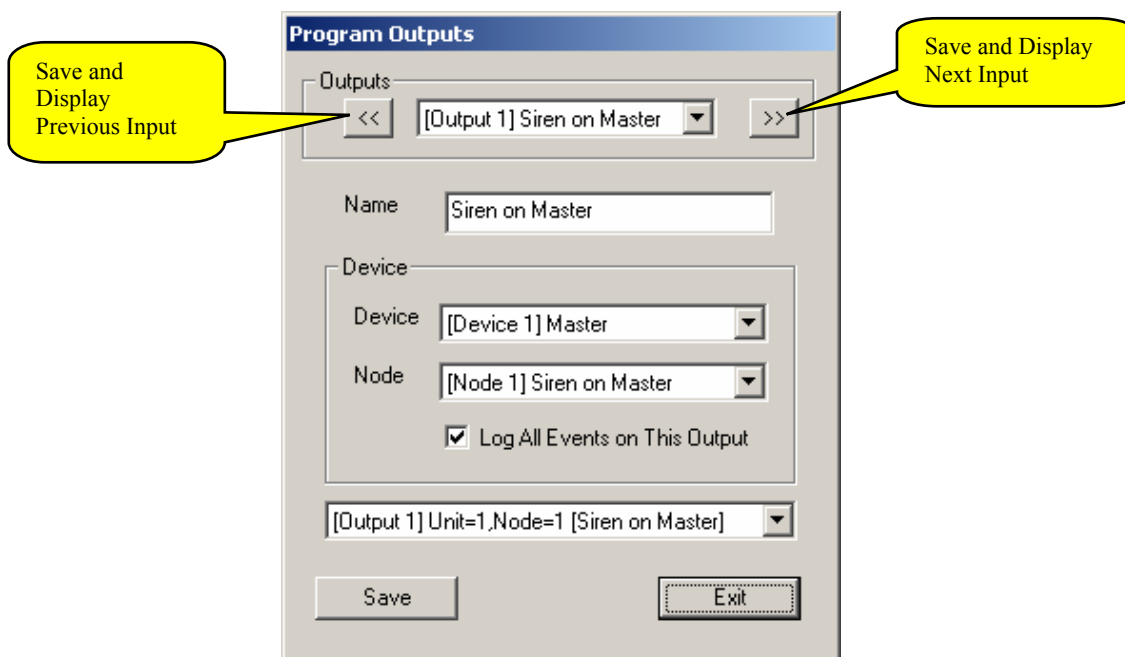 Program Outputs
Save and
Display
Previous Input
Save and Display
Next Input
Outputs
<<
[Output 1] Siren on Master
>>
Name
Siren on Master
Device
Device
[Device 1] Master
Node
[Node 1] Siren on Master
Log All Events on This Output
[Output 1] Unit=1,Node=1 [Siren on Master]
Save
Exit